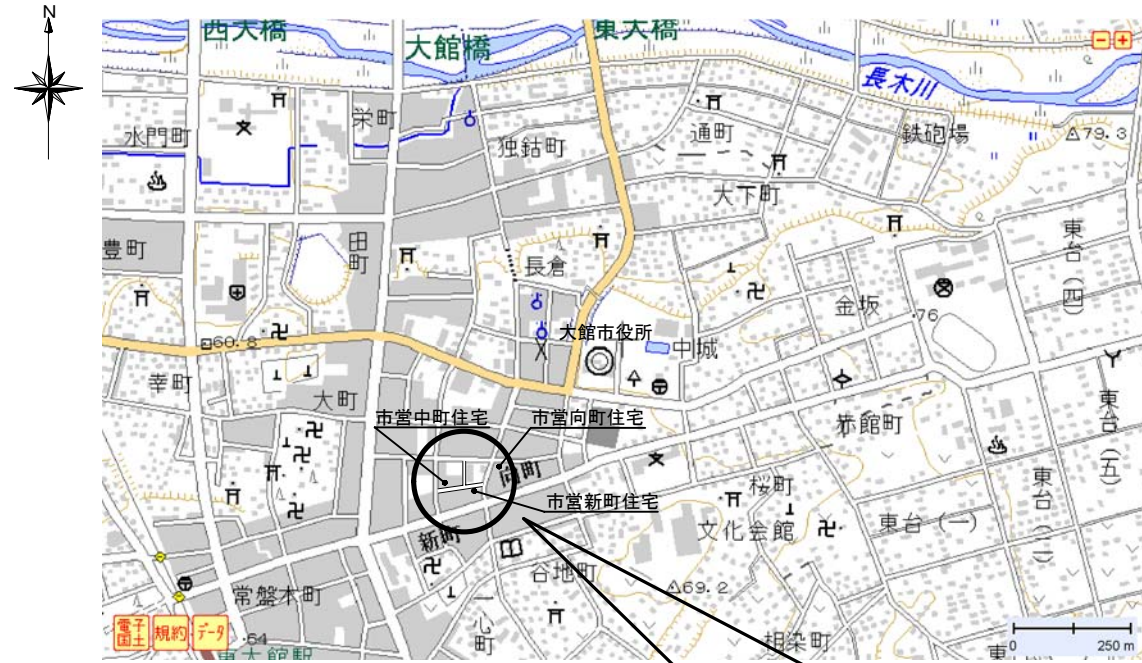 N
西大橋
大館橋
東大橋
長木川
水門町
栄町
独鈷町
通町
鉄砲場
79.3
大下町
豊町
田町
長倉
東台(四)
金坂
76
大館市役所
中城
60.8
幸町
大町
市営中町住宅
市営向町住宅
赤館町
東台(五)
向町
桜町
市営新町住宅
文化会館
東台(一)
東台(二)
新町
谷地町
69.2
常盤木町
一心町
相染町
電子国土
規約
データ
64
東大館駅
0
250 m